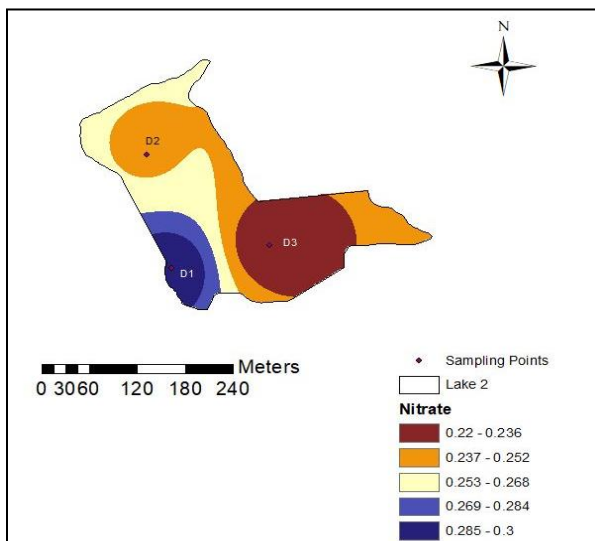 N
D2
D3
D1
Meters
0 30 60 120 180 240
Sampling Points
Lake 2
Nitrate
0.22 - 0.236
0.237 - 0.252
0.253 - 0.268
0.269 - 0.284
0.285 - 0.3